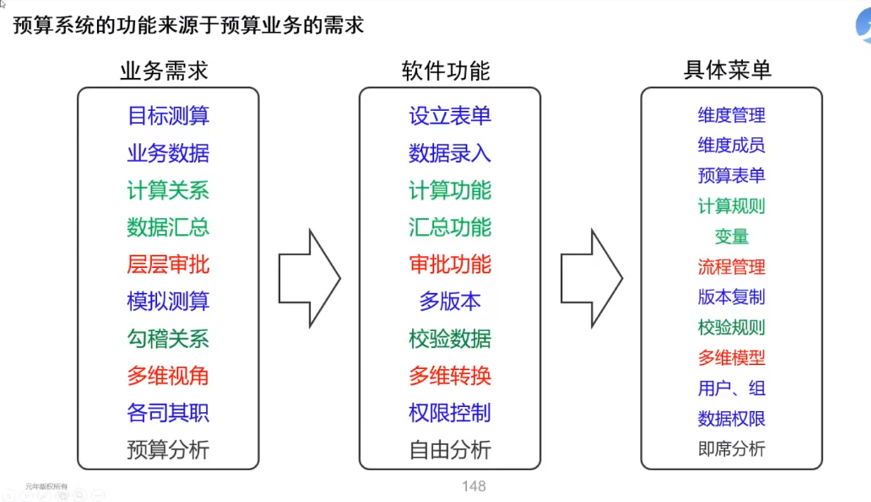 预算系统的功能来源于预算业务的需求
业务需求
目标测算
业务数据
计算关系
数据汇总
层层审批
模拟测算
勾稽关系
多维视角
各司其职
预算分析
软件功能
设立表单
数据录入
计算功能
汇总功能
审批功能
多版本
校验数据
多维转换
权限控制
自由分析
具体菜单
维度管理
维度成员
预算表单
计算规则
变量
流程管理
版本复制
校验规则
多维模型
用户、组
数据权限
即席分析
元年版权所有
148